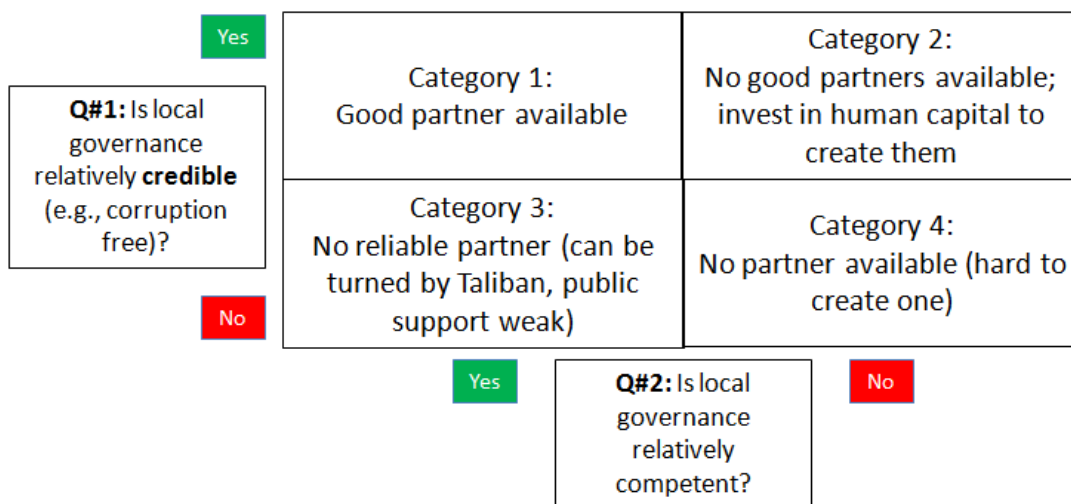 Yes
Category 1:
Good partner available
Category 2:
No good partners available;
invest in human capital to
create them
Q#1: Is local
governance
relatively credible
(e.g., corruption
free)?
Category 3:
No reliable partner (can be
turned by Taliban, public
support weak)
Category 4:
No partner available (hard to
create one)
No
Yes
Q#2: Is local
governance
relatively
competent?
No